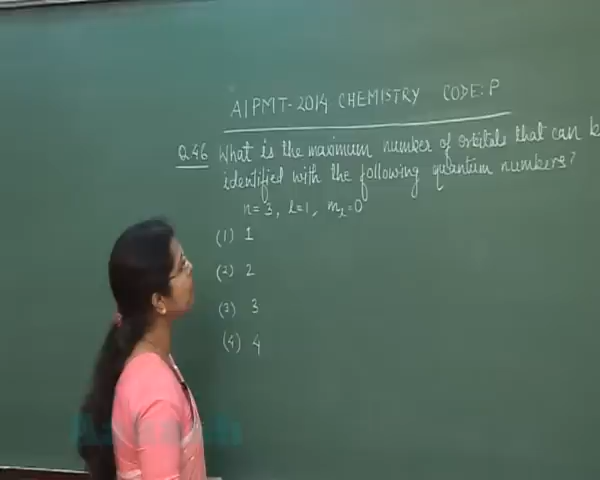 AIPMT-2014 CHEMISTRY CODE: P
Q.46 What is the maximum number of orbitals that can
identified with the following quantum numbers?
n=3, l=1, mₗ=0
(1) 1
(2) 2
(3) 3
(4) 4